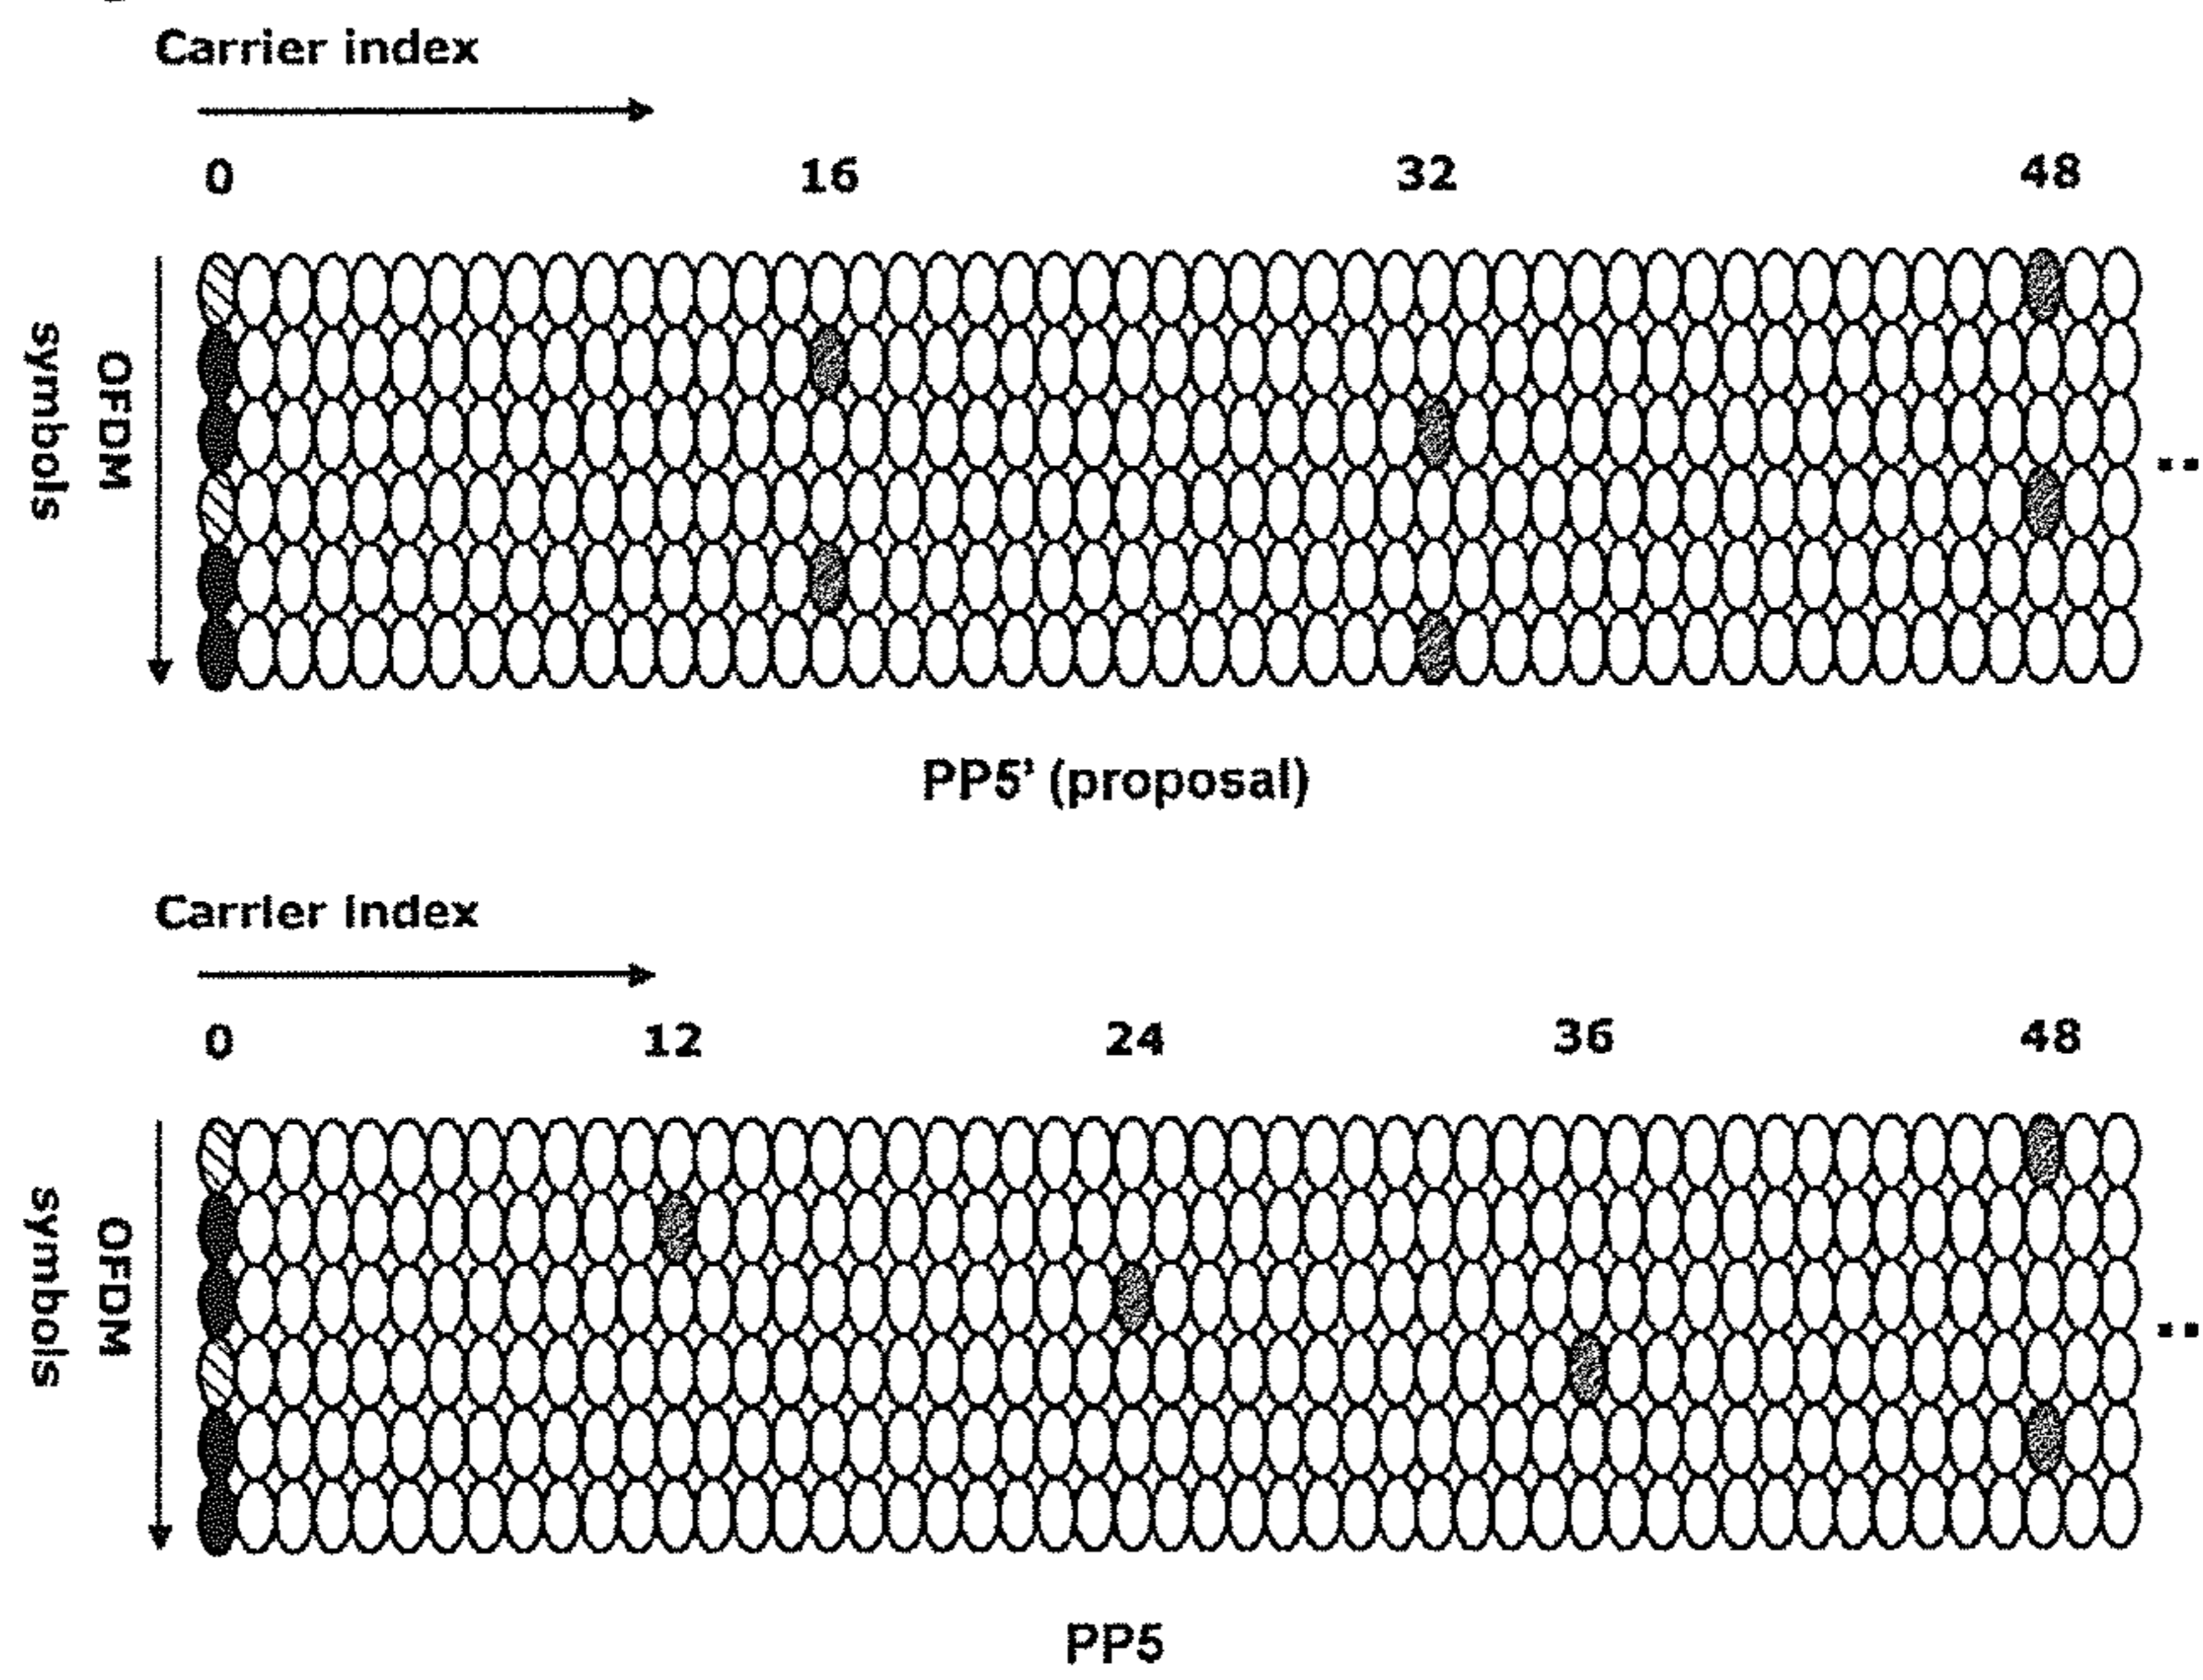 Carrier index
0 16 32 48
OFDM
symbols
..
PP5' (proposal)
Carrier index
0 12 24 36 48
OFDM
symbols
..
PP5